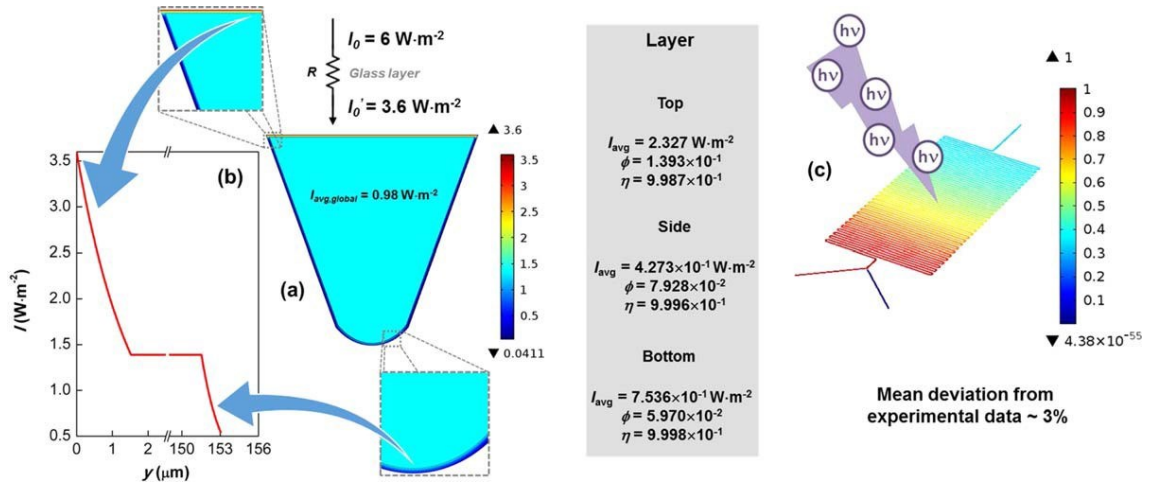 I₀ = 6 W·m⁻²
R
Glass layer
I₀' = 3.6 W·m⁻²
(b)
3.5
3.0
2.5
2.0
1.5
1.0
0.5
I (W·m⁻²)
0
2
150
153
156
y (μm)
I_avg,global = 0.98 W·m⁻²
(a)
▲ 3.6
3.5
3
2.5
2
1.5
1
0.5
▼ 0.0411
Layer
Top
I_avg = 2.327 W·m⁻²
ϕ = 1.393×10⁻¹
η = 9.987×10⁻¹
Side
I_avg = 4.273×10⁻¹ W·m⁻²
ϕ = 7.928×10⁻²
η = 9.996×10⁻¹
Bottom
I_avg = 7.536×10⁻¹ W·m⁻²
ϕ = 5.970×10⁻²
η = 9.998×10⁻¹
hν
hν
hν
hν
hν
(c)
▲ 1
1
0.9
0.8
0.7
0.6
0.5
0.4
0.3
0.2
0.1
▼ 4.38×10⁻⁵⁵
Mean deviation from
experimental data ~ 3%